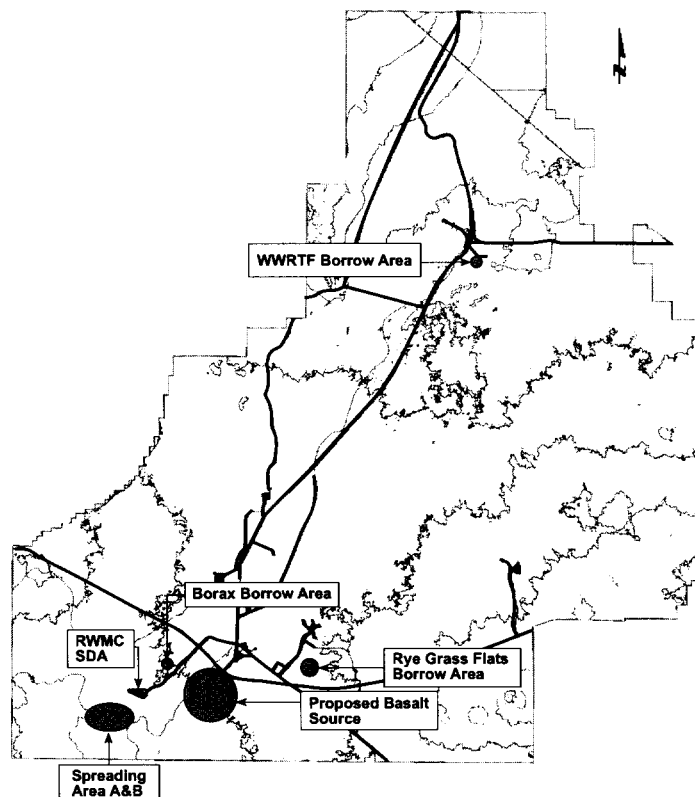 N
WWRTF Borrow Area
Borax Borrow Area
RWMC
SDA
Rye Grass Flats
Borrow Area
Proposed Basalt
Source
Spreading
Area A&B